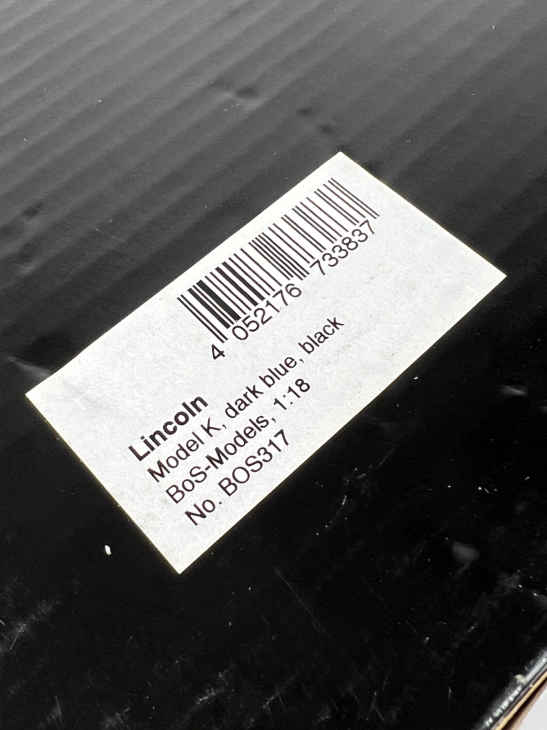 4 052176 733837
Lincoln
Model K, dark blue, black
BoS-Models, 1:18
No. BOS317